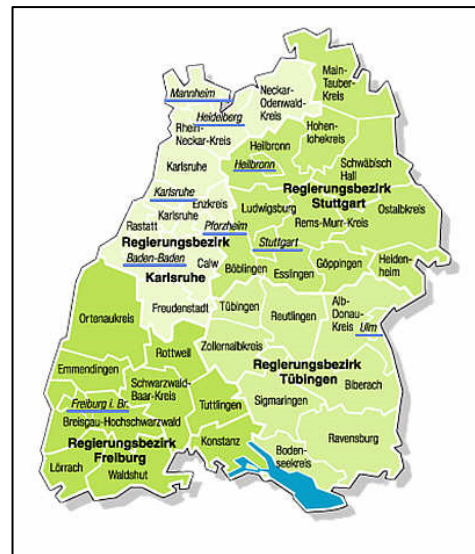 Main-
Tauber-
Kreis
Neckar-
Odenwald-
Kreis
Mannheim
Heidelberg
Rhein-
Neckar-Kreis
Hohen-
lohekreis
Heilbronn
Heilbronn
Schwäbisch
Hall
Karlsruhe
Karlsruhe
Enzkreis
Karlsruhe
Ludwigsburg
Regierungsbezirk
Stuttgart
Ostalbkreis
Rems-Murr-Kreis
Rastatt
Pforzheim
Regierungsbezirk
Karlsruhe
Stuttgart
Baden-Baden
Calw
Böblingen
Esslingen
Göppingen
Heiden-
heim
Freudenstadt
Tübingen
Reutlingen
Alb-
Donau-
Kreis
Ulm
Ortenaukreis
Rottweil
Zollernalbkreis
Regierungsbezirk
Tübingen
Emmendingen
Schwarzwald-
Baar-Kreis
Biberach
Freiburg i. Br.
Tuttlingen
Sigmaringen
Breisgau-Hochschwarzwald
Regierungsbezirk
Freiburg
Konstanz
Ravensburg
Boden-
seekreis
Lörrach
Waldshut